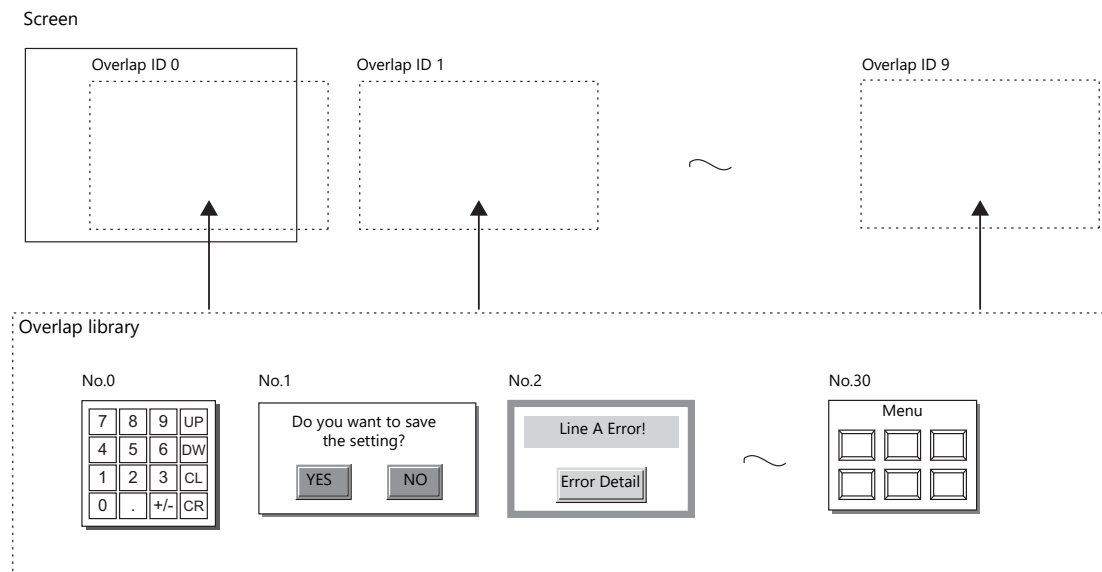 Screen
Overlap ID 0
Overlap ID 1
Overlap ID 9
Overlap library
No.0
No.1
No.2
No.30
7 8 9 UP
4 5 6 DW
1 2 3 CL
0 . +/- CR
Do you want to save
the setting?
YES NO
Line A Error!
Error Detail
Menu